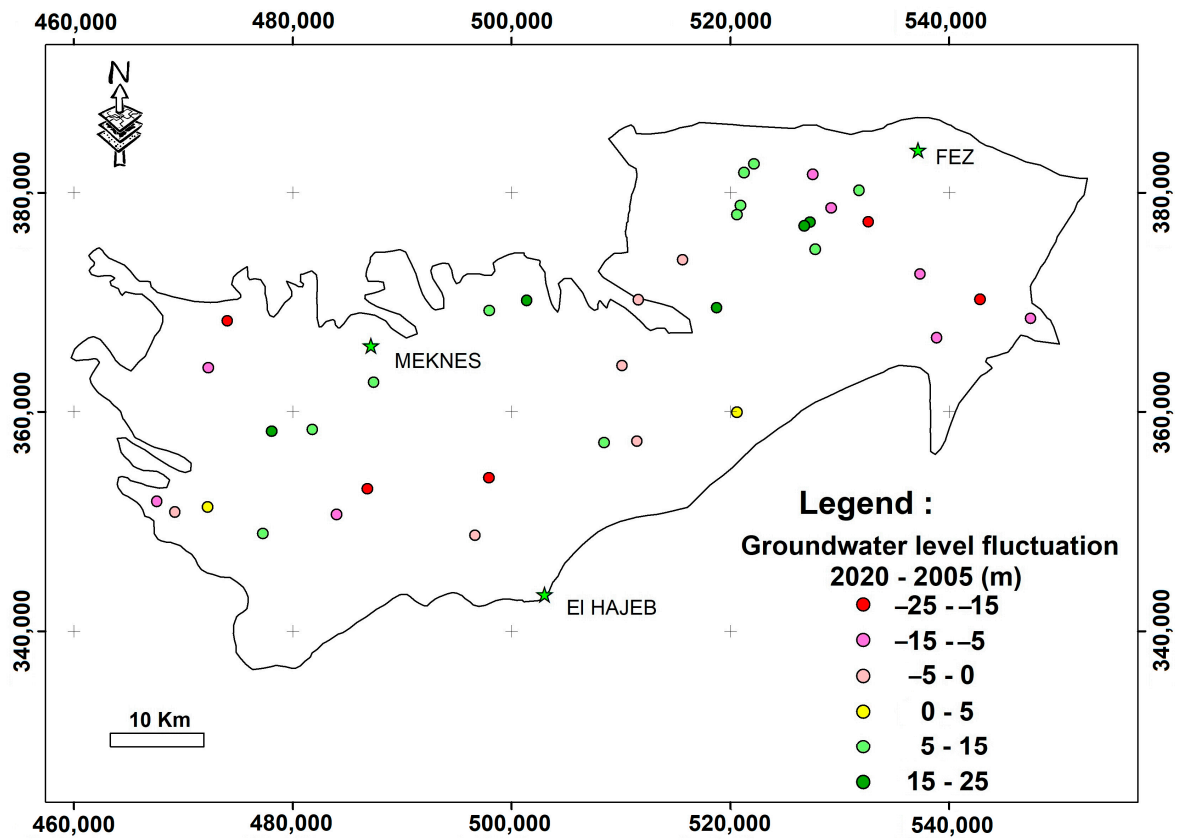 460,000 480,000 500,000 520,000 540,000
N
FEZ
380,000 380,000
MEKNES
360,000 360,000
Legend :
Groundwater level fluctuation
2020 - 2005 (m)
–25 - –15
El HAJEB
–15 - –5
340,000 340,000
–5 - 0
0 - 5
10 Km
5 - 15
15 - 25
460,000 480,000 500,000 520,000 540,000